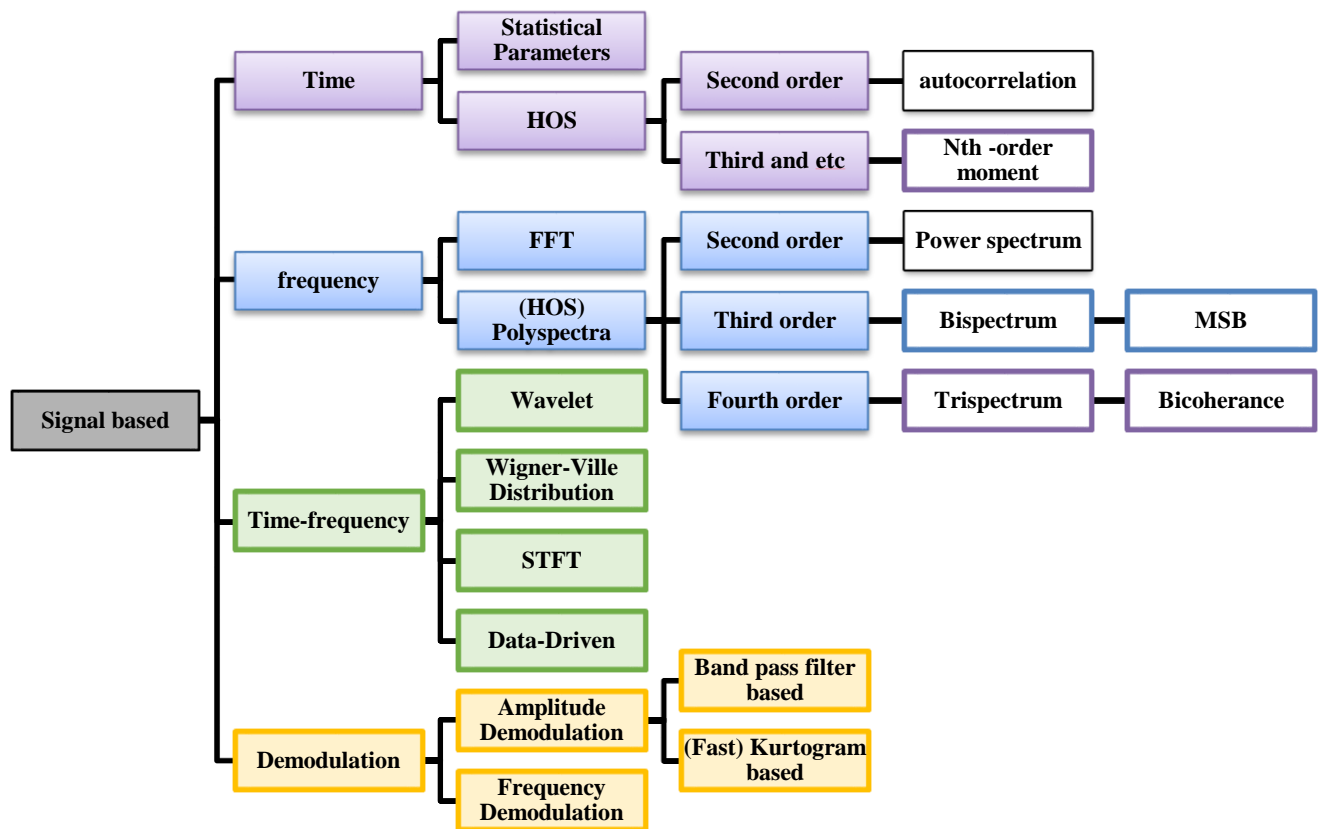 Statistical
Parameters
Time
Second order
autocorrelation
HOS
Third and etc
Nth -order
moment
FFT
Second order
Power spectrum
frequency
(HOS)
Polyspectra
Third order
Bispectrum
MSB
Signal based
Wavelet
Fourth order
Trispectrum
Bicoherance
Wigner-Ville
Distribution
Time-frequency
STFT
Data-Driven
Band pass filter
based
Amplitude
Demodulation
Demodulation
(Fast) Kurtogram
based
Frequency
Demodulation